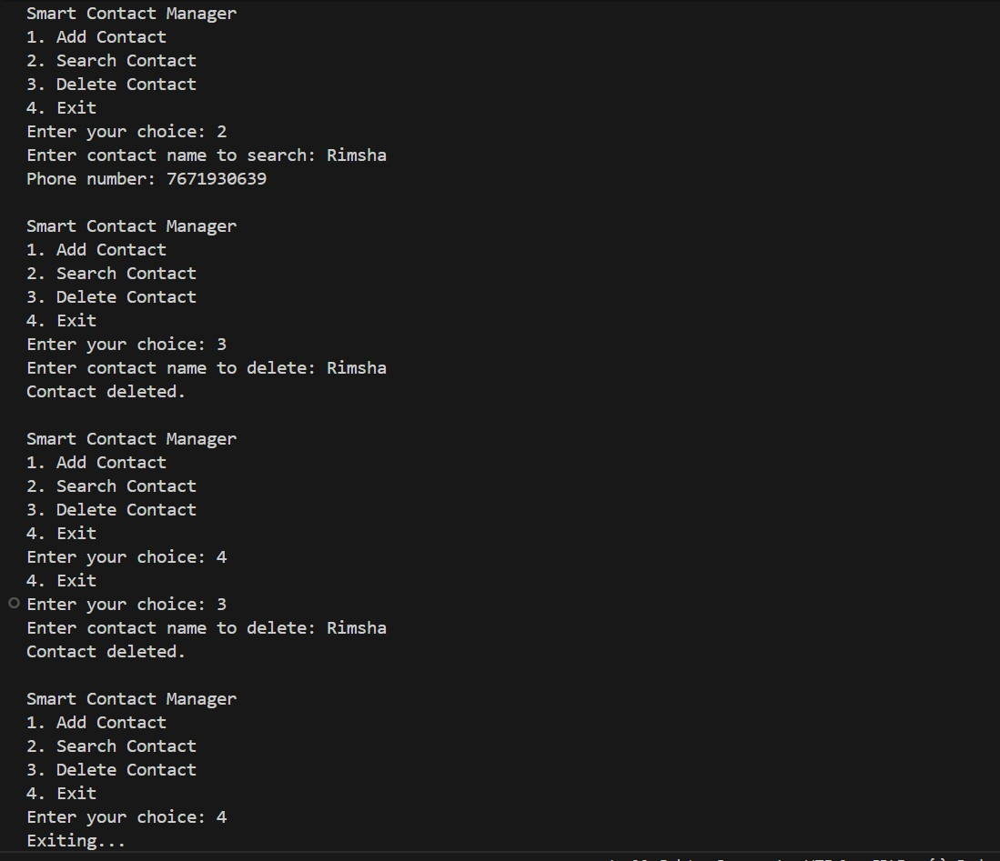 Smart Contact Manager
1. Add Contact
2. Search Contact
3. Delete Contact
4. Exit
Enter your choice: 2
Enter contact name to search: Rimsha
Phone number: 7671930639
Smart Contact Manager
1. Add Contact
2. Search Contact
3. Delete Contact
4. Exit
Enter your choice: 3
Enter contact name to delete: Rimsha
Contact deleted.
Smart Contact Manager
1. Add Contact
2. Search Contact
3. Delete Contact
4. Exit
Enter your choice: 4
4. Exit
Enter your choice: 3
Enter contact name to delete: Rimsha
Contact deleted.
Smart Contact Manager
1. Add Contact
2. Search Contact
3. Delete Contact
4. Exit
Enter your choice: 4
Exiting...